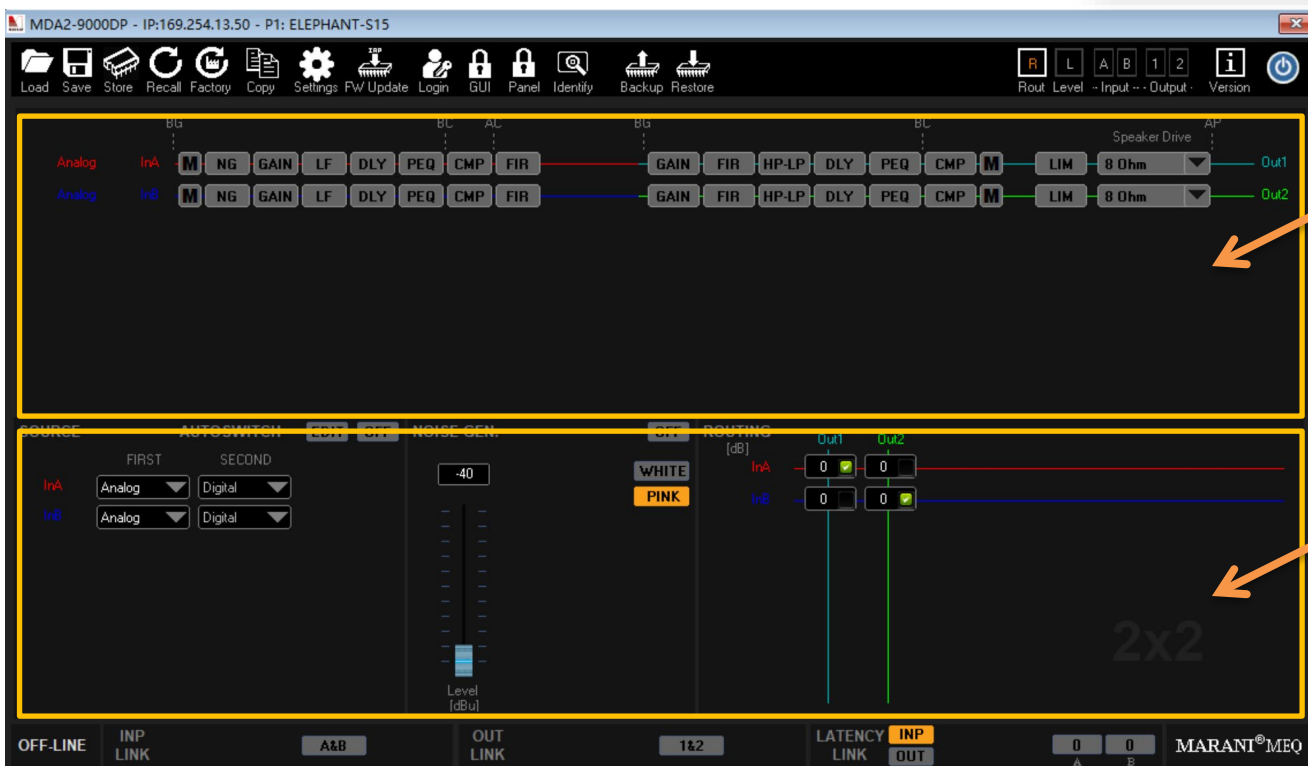 MDA2-9000DP - IP:169.254.13.50 - P1: ELEPHANT-S15
IRP
Load Save Store Recall Factory Copy Settings FW Update Login GUI Panel Identify Backup Restore
R L A B 1 2 i
Rout Level -- Input -- - Output - Version
BG BC AC BG BC AP
Speaker Drive
Analog InA M NG GAIN LF DLY PEQ CMP FIR GAIN FIR HP-LP DLY PEQ CMP M LIM 8 Ohm Out1
Analog InB M NG GAIN LF DLY PEQ CMP FIR GAIN FIR HP-LP DLY PEQ CMP M LIM 8 Ohm Out2
SOURCE AUTOSWITCH EDIT OFF NOISE GEN. OFF ROUTING
[dB] Out1 Out2
FIRST SECOND
InA Analog Digital
InB Analog Digital
-40
WHITE
PINK
InA 0 0
InB 0 0
2x2
Level
[dBu]
OFF-LINE INP LINK A&B OUT LINK 1&2 LATENCY LINK INP OUT 0 0 MARANI®MEQ
A B